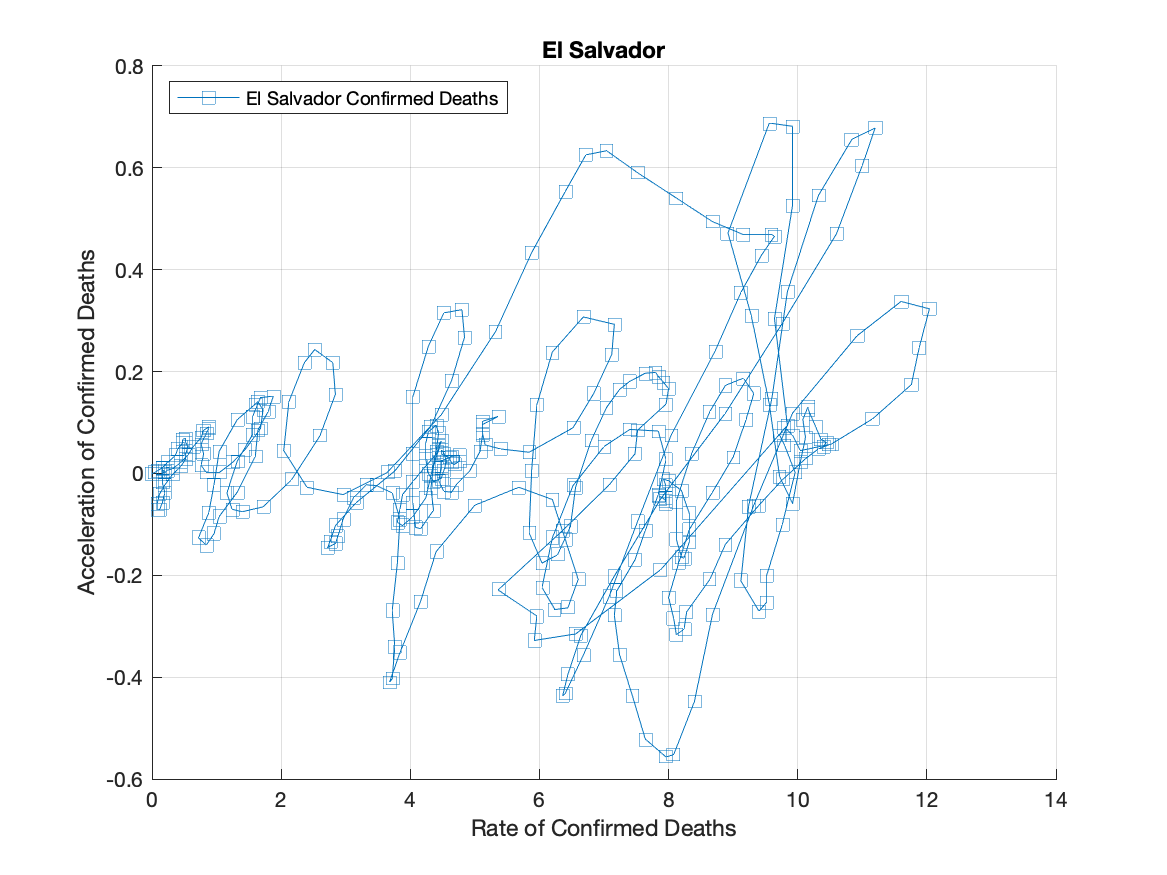 El Salvador
El Salvador Confirmed Deaths
0.8
0.6
0.4
0.2
0
-0.2
-0.4
-0.6
Acceleration of Confirmed Deaths
0 2 4 6 8 10 12 14
Rate of Confirmed Deaths